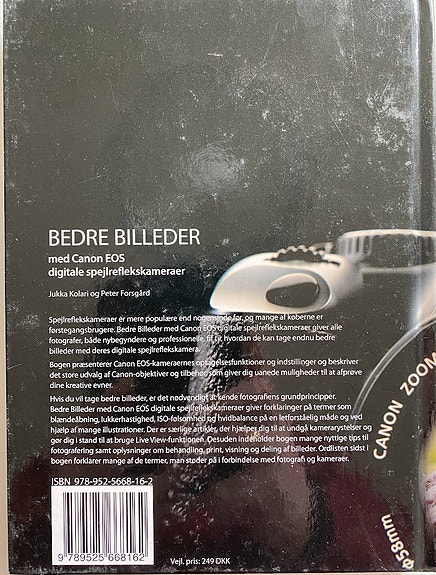 BEDRE BILLEDER
med Canon EOS
digitale spejlreflekskameraer
Jukka Kolari og Peter Forsgård
Spejlreflekskameraer er mere populære end nogensinde før, og mange af køberne er
førstegangsbrugere. Bedre Billeder med Canon EOS digitale spejlreflekskameraer giver alle
fotografer, både nybegyndere og professionelle, fif til, hvordan de kan tage endnu bedre
billeder med deres digitale spejlreflekskamera.
Bogen præsenterer Canon EOS-kameraernes optagelsesfunktioner og indstillinger og beskriver
det store udvalg af Canon-objektiver og tilbehør, som giver dig uanede muligheder til at afprøve
dine kreative evner.
Hvis du vil tage bedre billeder, er det nødvendigt at kende fotografiens grundprincipper.
Bedre Billeder med Canon EOS digitale spejlreflekskameraer giver forklaringer på termer som
blændeåbning, lukkerhastighed, ISO-følsomhed og hvidbalance på en letforståelig måde og ved
hjælp af mange illustrationer. Der er særlige artikler, der hjælper dig til at undgå kamerarystelser og
gør dig i stand til at bruge Live View-funktionen. Desuden indeholder bogen mange nyttige tips til
fotografering samt oplysninger om behandling, print, visning og deling af billeder. Ordlisten sidst i
bogen forklarer mange af de termer, man støder på i forbindelse med fotografi og kameraer.
ISBN 978-952-5668-16-2
9 789525 668162
Vejl. pris: 249 DKK
CANON ZOOM
Φ58mm